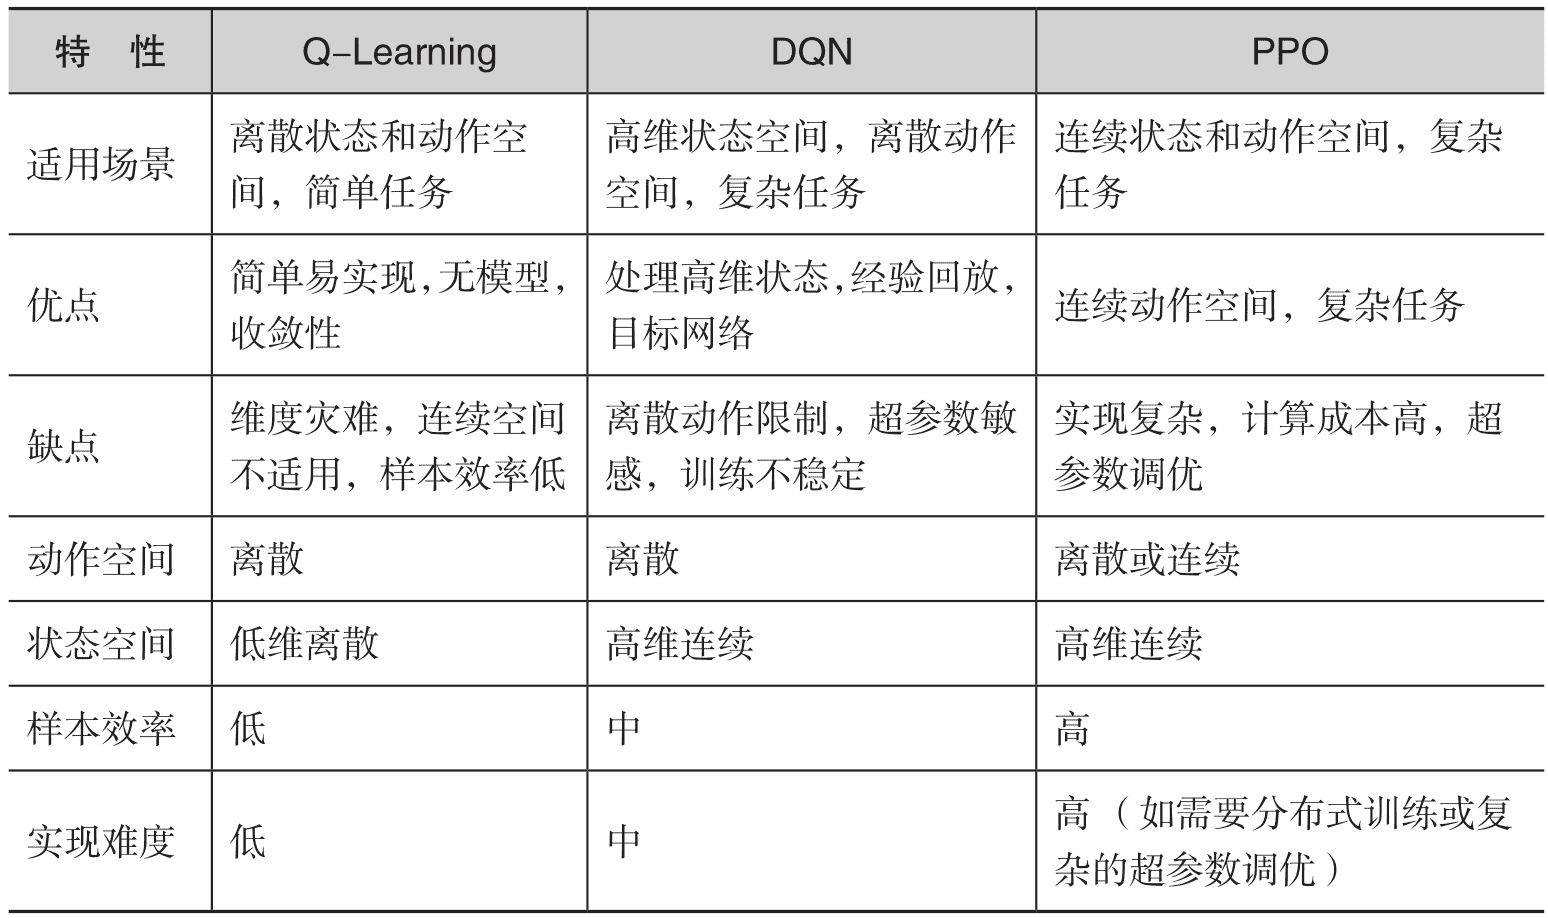 特 性 Q-Learning DQN PPO
适用场景
离散状态和动作空
间，简单任务
高维状态空间，离散动作
空间，复杂任务
连续状态和动作空间，复杂
任务
优点
简单易实现，无模型，
收敛性
处理高维状态，经验回放，
目标网络
连续动作空间，复杂任务
缺点
维度灾难，连续空间
不适用，样本效率低
离散动作限制，超参数敏
感，训练不稳定
实现复杂，计算成本高，超
参数调优
动作空间 离散 离散 离散或连续
状态空间 低维离散 高维连续 高维连续
样本效率 低 中 高
实现难度 低 中
高（如需要分布式训练或复
杂的超参数调优）